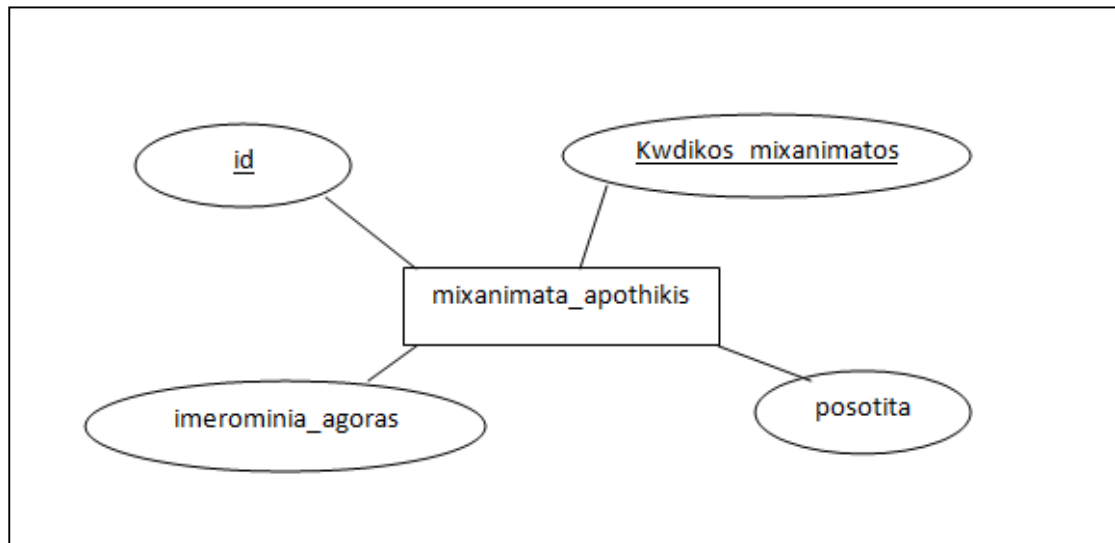 id
Kwdikos_mixanimatos
mixanimata_apothikis
imerominia_agoras
posotita